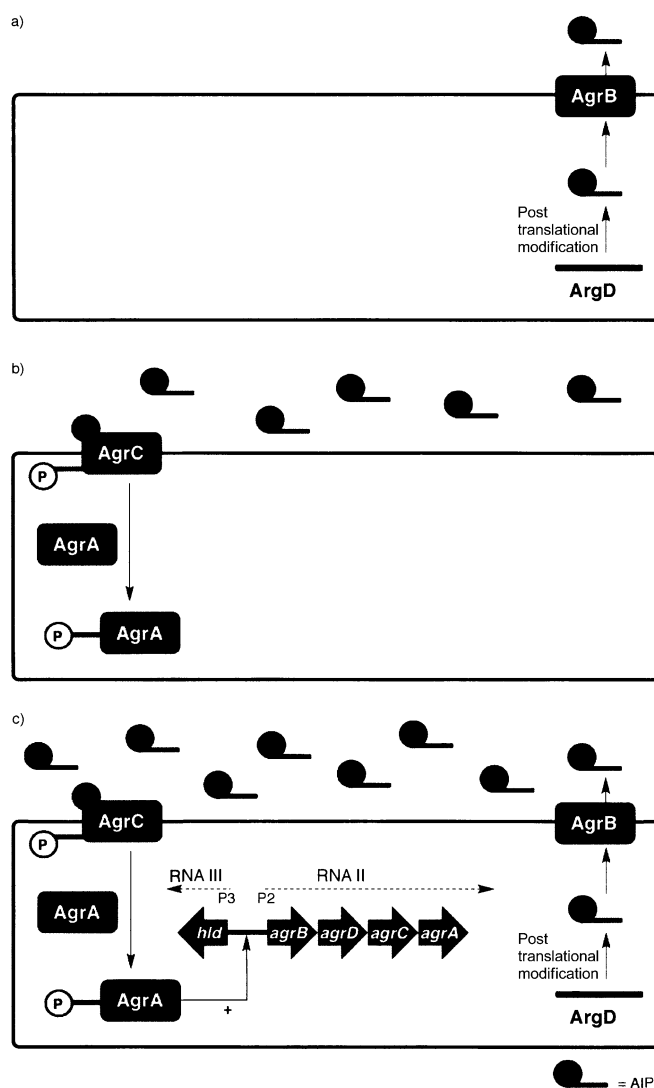 a)
AgrB
Post
translational
modification
ArgD
b)
AgrC
P
AgrA
P
AgrA
c)
AgrC
AgrB
P
RNA III
RNA II
P3
P2
AgrA
hld
agrB
agrD
agrC
agrA
Post
translational
modification
P
AgrA
+
ArgD
= AIP